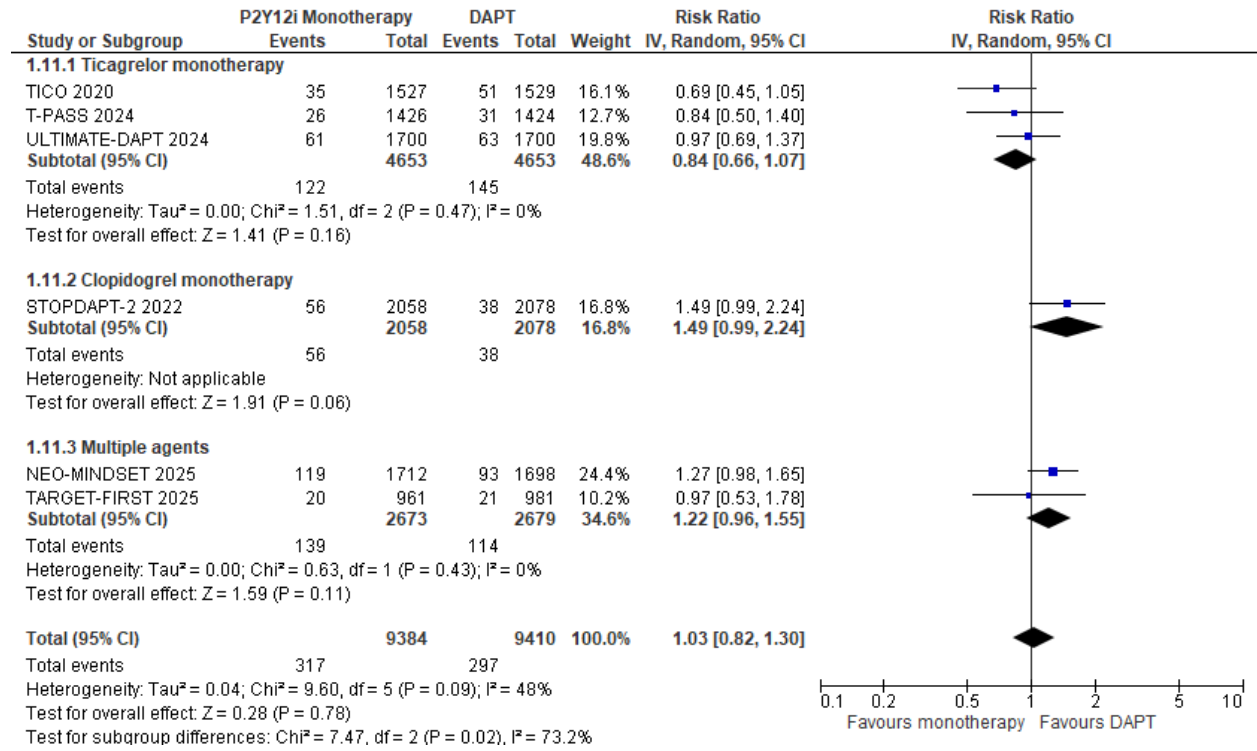 P2Y12i Monotherapy DAPT Risk Ratio Risk Ratio
Study or Subgroup Events Total Events Total Weight IV, Random, 95% CI IV, Random, 95% CI
1.11.1 Ticagrelor monotherapy
TICO 2020 35 1527 51 1529 16.1% 0.69 [0.45, 1.05]
T-PASS 2024 26 1426 31 1424 12.7% 0.84 [0.50, 1.40]
ULTIMATE-DAPT 2024 61 1700 63 1700 19.8% 0.97 [0.69, 1.37]
Subtotal (95% CI) 4653 4653 48.6% 0.84 [0.66, 1.07]
Total events 122 145
Heterogeneity: Tau² = 0.00; Chi² = 1.51, df = 2 (P = 0.47); I² = 0%
Test for overall effect: Z = 1.41 (P = 0.16)
1.11.2 Clopidogrel monotherapy
STOPDAPT-2 2022 56 2058 38 2078 16.8% 1.49 [0.99, 2.24]
Subtotal (95% CI) 2058 2078 16.8% 1.49 [0.99, 2.24]
Total events 56 38
Heterogeneity: Not applicable
Test for overall effect: Z = 1.91 (P = 0.06)
1.11.3 Multiple agents
NEO-MINDSET 2025 119 1712 93 1698 24.4% 1.27 [0.98, 1.65]
TARGET-FIRST 2025 20 961 21 981 10.2% 0.97 [0.53, 1.78]
Subtotal (95% CI) 2673 2679 34.6% 1.22 [0.96, 1.55]
Total events 139 114
Heterogeneity: Tau² = 0.00; Chi² = 0.63, df = 1 (P = 0.43); I² = 0%
Test for overall effect: Z = 1.59 (P = 0.11)
Total (95% CI) 9384 9410 100.0% 1.03 [0.82, 1.30]
Total events 317 297
Heterogeneity: Tau² = 0.04; Chi² = 9.60, df = 5 (P = 0.09); I² = 48%
Test for overall effect: Z = 0.28 (P = 0.78)
Test for subgroup differences: Chi² = 7.47, df = 2 (P = 0.02), I² = 73.2%
0.1 0.2 0.5 1 2 5 10
Favours monotherapy Favours DAPT